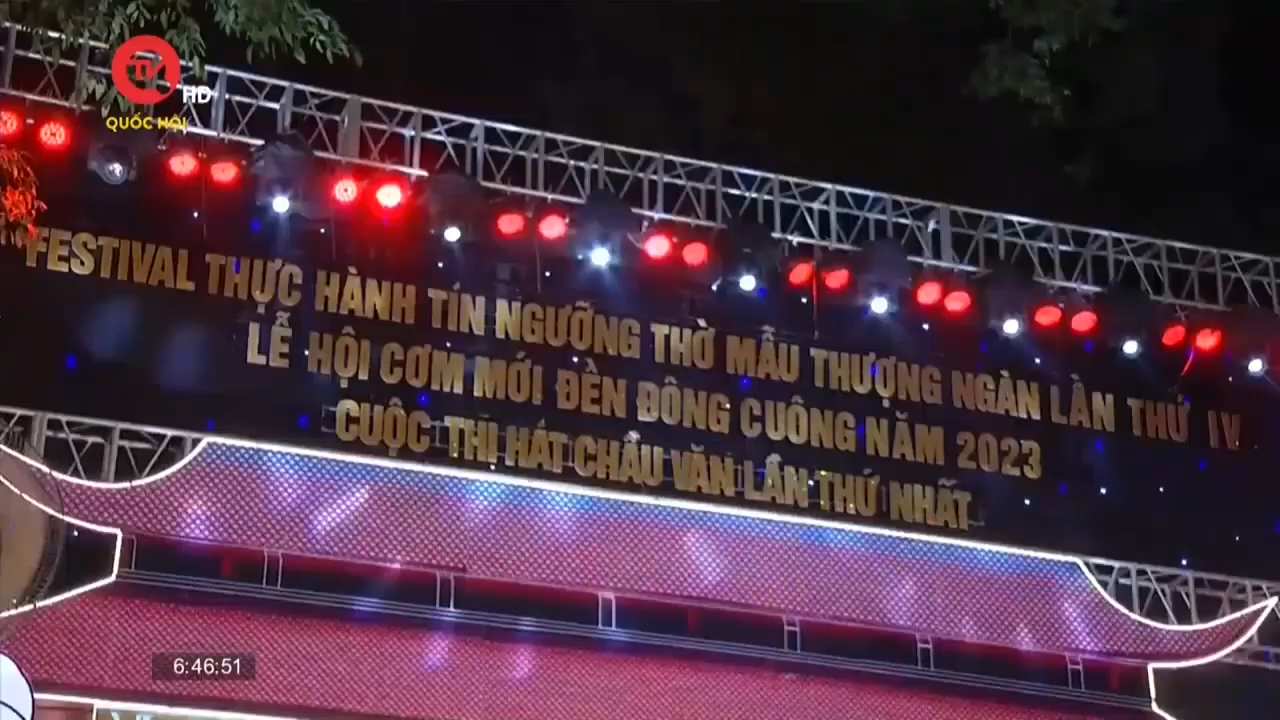 HD
QUỐC HỘI
FESTIVAL THỰC HÀNH TÍN NGƯỠNG THỜ MẪU THƯỢNG NGÀN LẦN THỨ IV
LỄ HỘI CƠM MỚI ĐỀN ĐÔNG CUÔNG NĂM 2023
CUỘC THI HÁT CHẦU VĂN LẦN THỨ NHẤT
6:46:51